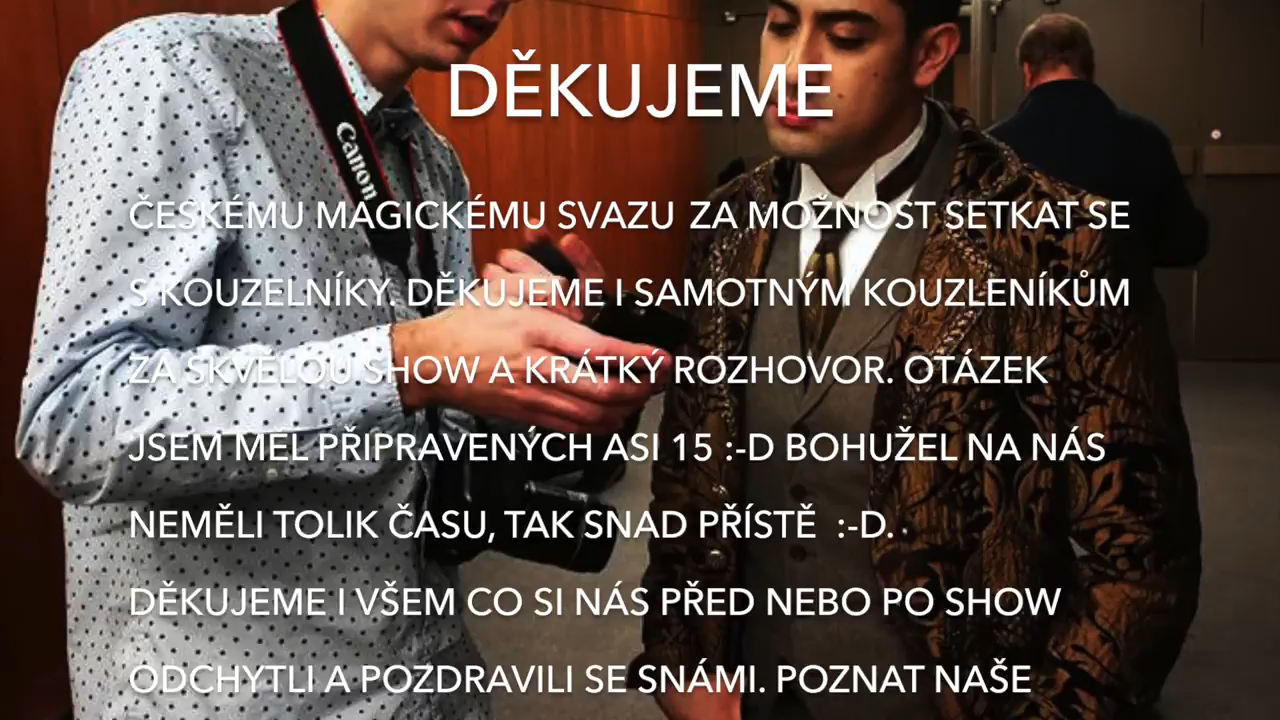 DĚKUJEME
Canon
ČESKÉMU MAGICKÉMU SVAZU ZA MOŽNOST SETKAT SE
S KOUZELNÍKY. DĚKUJEME I SAMOTNÝM KOUZLENÍKŮM
ZA SKVĚLOU SHOW A KRÁTKÝ ROZHOVOR. OTÁZEK
JSEM MĚL PŘIPRAVENÝCH ASI 15 :-D BOHUŽEL NA NÁS
NEMĚLI TOLIK ČASU, TAK SNAD PŘÍŠTĚ :-D.
DĚKUJEME I VŠEM CO SI NÁS PŘED NEBO PO SHOW
ODCHYTLI A POZDRAVILI SE SNÁMI. POZNAT NAŠE